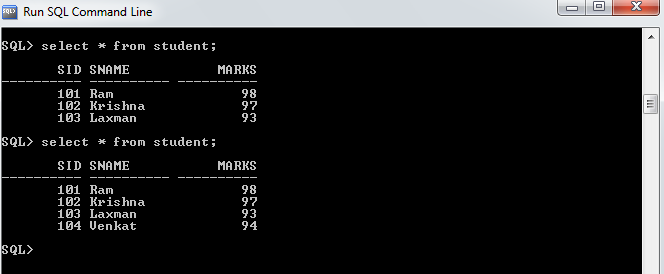 Run SQL Command Line
SQL> select * from student;
SID SNAME MARKS
---------- ---------- ----------
101 Ram 98
102 Krishna 97
103 Laxman 93
SQL> select * from student;
SID SNAME MARKS
---------- ---------- ----------
101 Ram 98
102 Krishna 97
103 Laxman 93
104 Venkat 94
SQL>